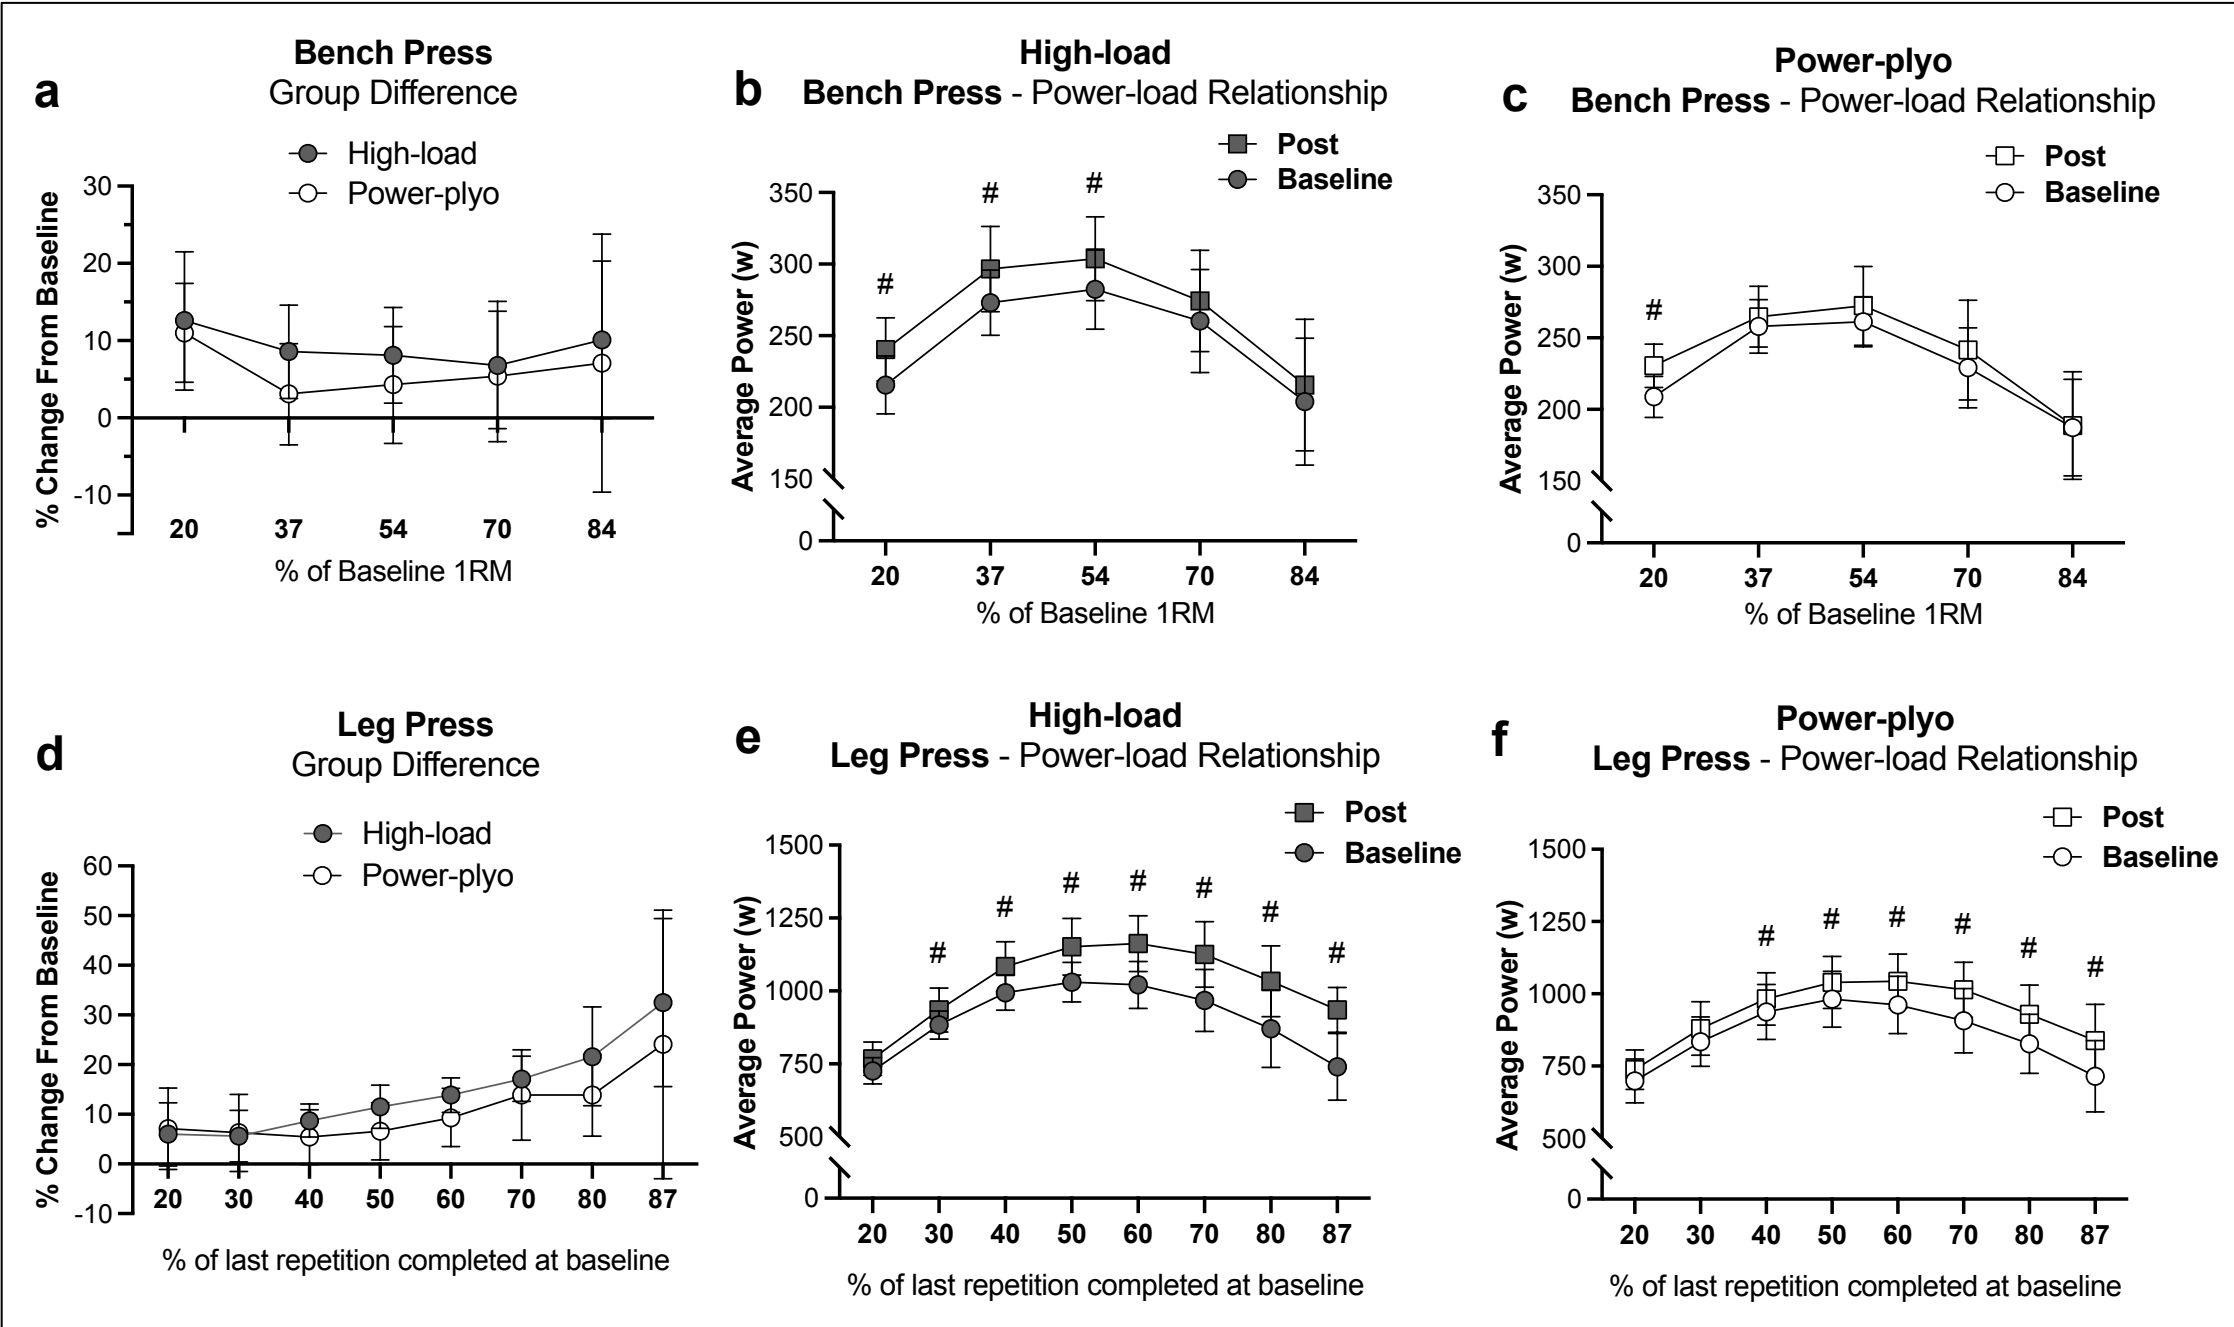 a
Bench Press
Group Difference
High-load
Power-plyo
% Change From Baseline
30
20
10
0
-10
20 37 54 70 84
% of Baseline 1RM
b
High-load
Bench Press - Power-load Relationship
Post
Baseline
Average Power (w)
350
300
250
200
150
0
# # #
20 37 54 70 84
% of Baseline 1RM
c
Power-plyo
Bench Press - Power-load Relationship
Post
Baseline
Average Power (w)
350
300
250
200
150
0
#
20 37 54 70 84
% of Baseline 1RM
d
Leg Press
Group Difference
High-load
Power-plyo
% Change From Baseline
60
50
40
30
20
10
0
-10
20 30 40 50 60 70 80 87
% of last repetition completed at baseline
e
High-load
Leg Press - Power-load Relationship
Post
Baseline
Average Power (w)
1500
1250
1000
750
500
0
# # # # # # #
20 30 40 50 60 70 80 87
% of last repetition completed at baseline
f
Power-plyo
Leg Press - Power-load Relationship
Post
Baseline
Average Power (w)
1500
1250
1000
750
500
0
# # # # # #
20 30 40 50 60 70 80 87
% of last repetition completed at baseline